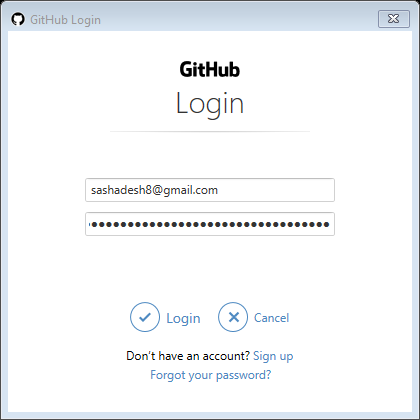 GitHub Login
GitHub
Login
sashadesh8@gmail.com
Login
Cancel
Don't have an account? Sign up
Forgot your password?